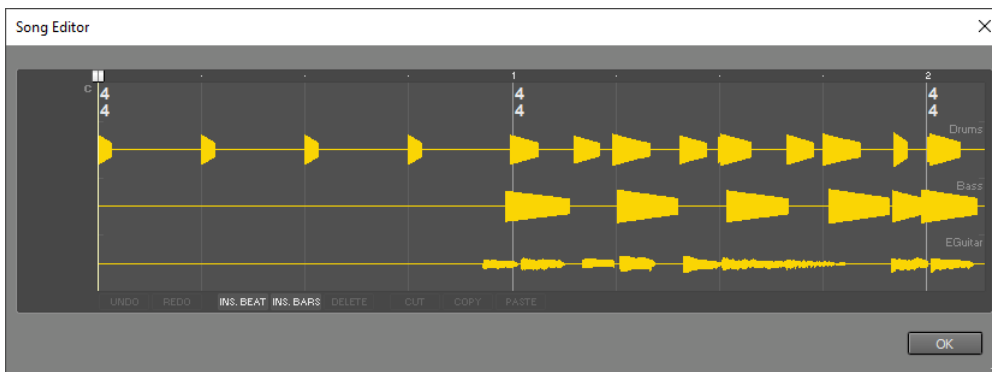 Song Editor
1
2
C
4
4
4
4
4
4
Drums
Bass
EGuitar
UNDO REDO INS. BEAT INS. BARS DELETE CUT COPY PASTE
OK